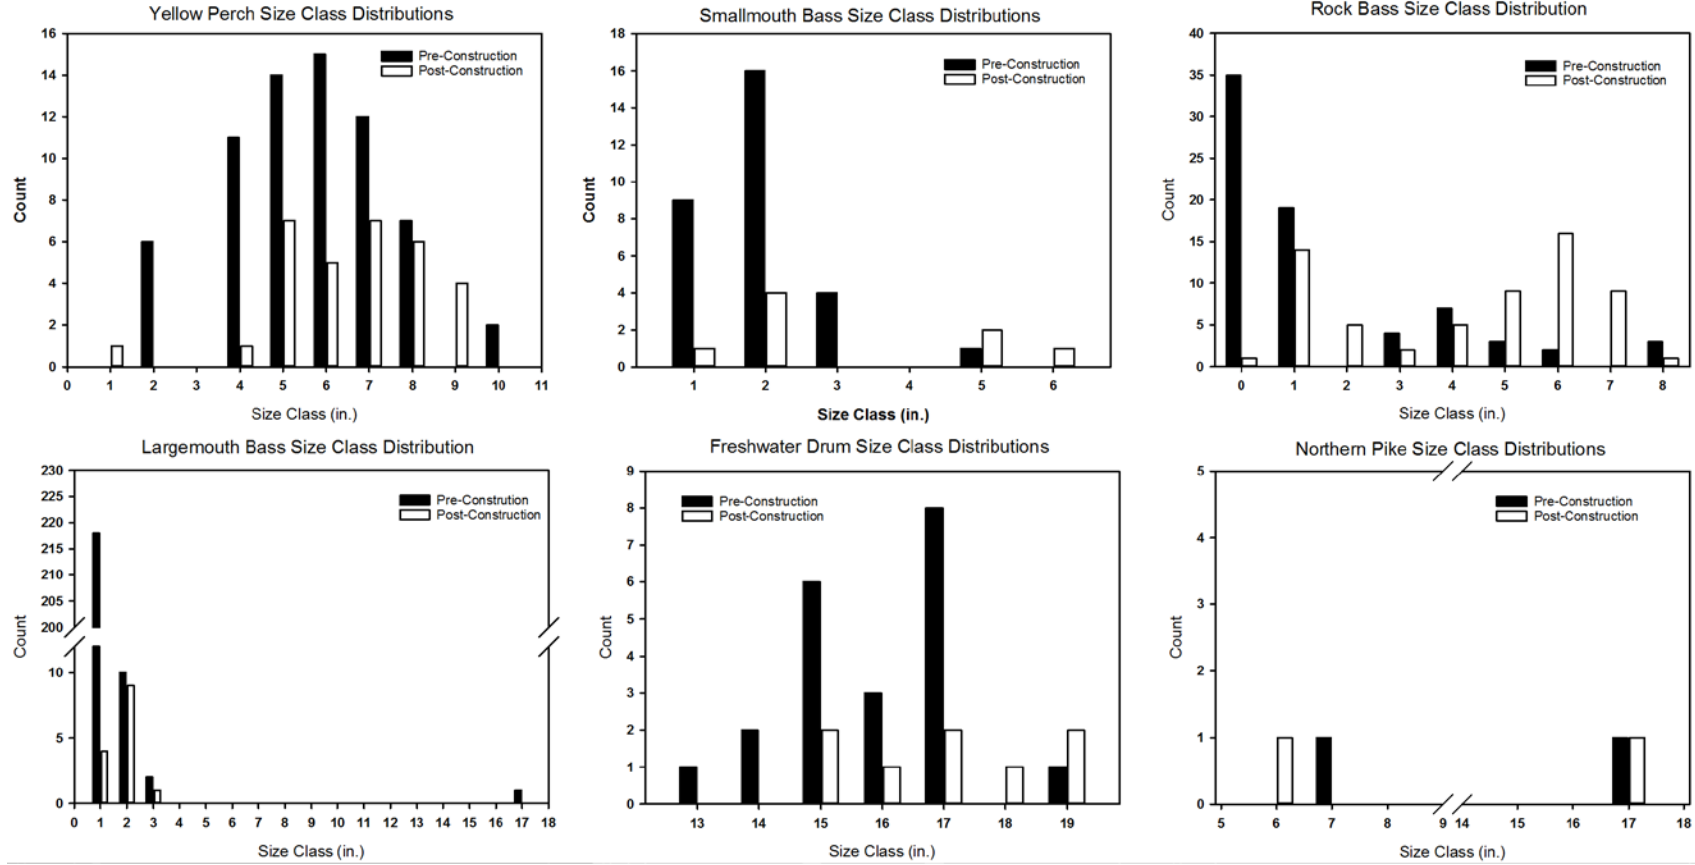 Yellow Perch Size Class Distributions
16
14
12
10
8
6
4
2
0
Count
Pre-Construction
Post-Construction
0 1 2 3 4 5 6 7 8 9 10 11
Size Class (in.)
Smallmouth Bass Size Class Distributions
18
16
14
12
10
8
6
4
2
0
Count
Pre-Construction
Post-Construction
1 2 3 4 5 6
Size Class (in.)
Rock Bass Size Class Distribution
40
35
30
25
20
15
10
5
0
Count
Pre-Construction
Post-Construction
0 1 2 3 4 5 6 7 8
Size Class (in.)
Largemouth Bass Size Class Distribution
230
225
220
215
210
205
200
10
5
0
Count
Pre-Constrution
Post-Construction
0 1 2 3 4 5 6 7 8 9 10 11 12 13 14 15 16 17 18
Size Class (in.)
Freshwater Drum Size Class Distributions
9
8
7
6
5
4
3
2
1
0
Count
Pre-Construction
Post-Construction
13 14 15 16 17 18 19
Size Class (in.)
Northern Pike Size Class Distributions
5
4
3
2
1
0
Count
Pre-Construction
Post-Construction
5 6 7 8 9 14 15 16 17 18
Size Class (in.)